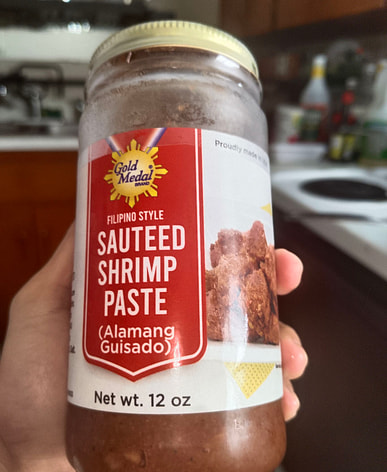 Gold
Medal
BRAND
Proudly made in
FILIPINO STYLE
SAUTEED
SHRIMP
PASTE
(Alamang
Guisado)
Net wt. 12 oz